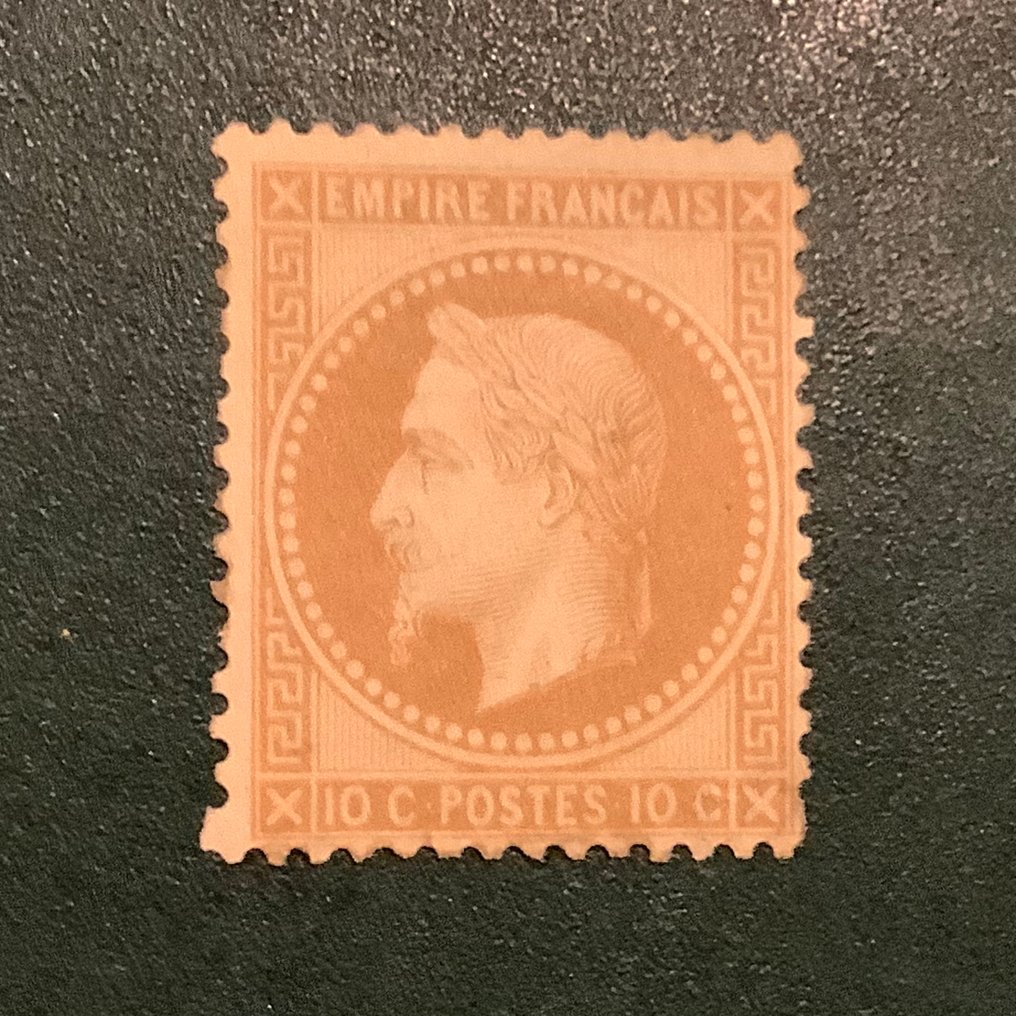 EMPIRE FRANCAIS
10 C · POSTES · 10 C